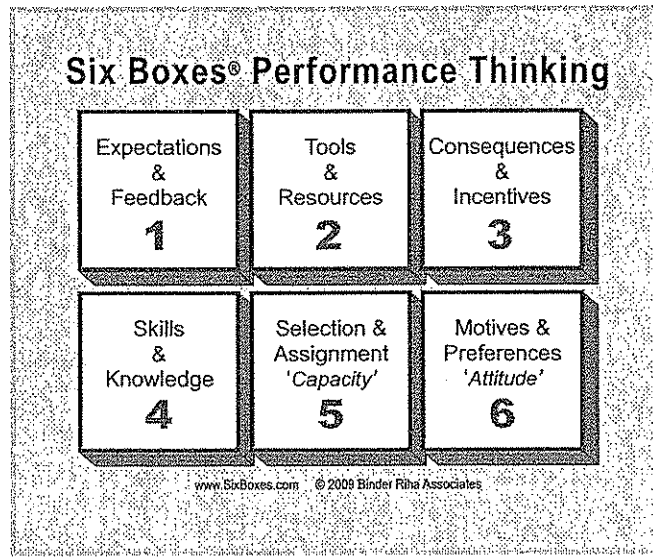 Six Boxes® Performance Thinking
Expectations
&
Feedback
1
Tools
&
Resources
2
Consequences
&
Incentives
3
Skills
&
Knowledge
4
Selection &
Assignment
'Capacity'
5
Motives &
Preferences
'Attitude'
6
www.SixBoxes.com © 2009 Binder Riha Associates